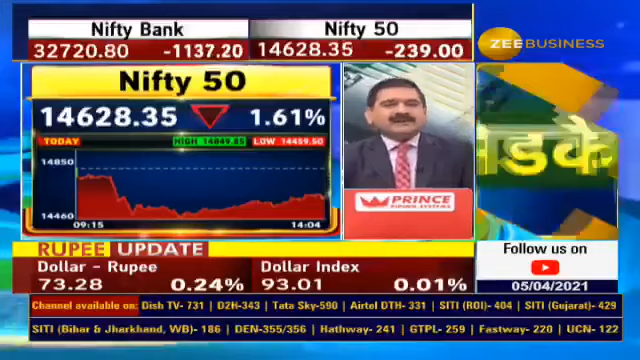 Nifty Bank
32720.80 -1137.20
Nifty 50
14628.35 -239.00
ZEEBUSINESS
Nifty 50
14628.35 1.61%
TODAY
HIGH 14849.85 LOW 14459.50
14850
14460
09:15 14:04
PRINCE
PIPING SYSTEMS
ड़के
RUPEE UPDATE
Dollar - Rupee
73.28 0.24%
Dollar Index
93.01 0.01%
Follow us on
05/04/2021
Channel available on: Dish TV- 731 | D2H-343 | Tata Sky-590 | Airtel DTH- 331 | SITI (ROI)- 404 | SITI (Gujarat)- 429
SITI (Bihar & Jharkhand, WB)- 186 | DEN-355/356 | Hathway- 241 | GTPL- 259 | Fastway- 220 | UCN- 122